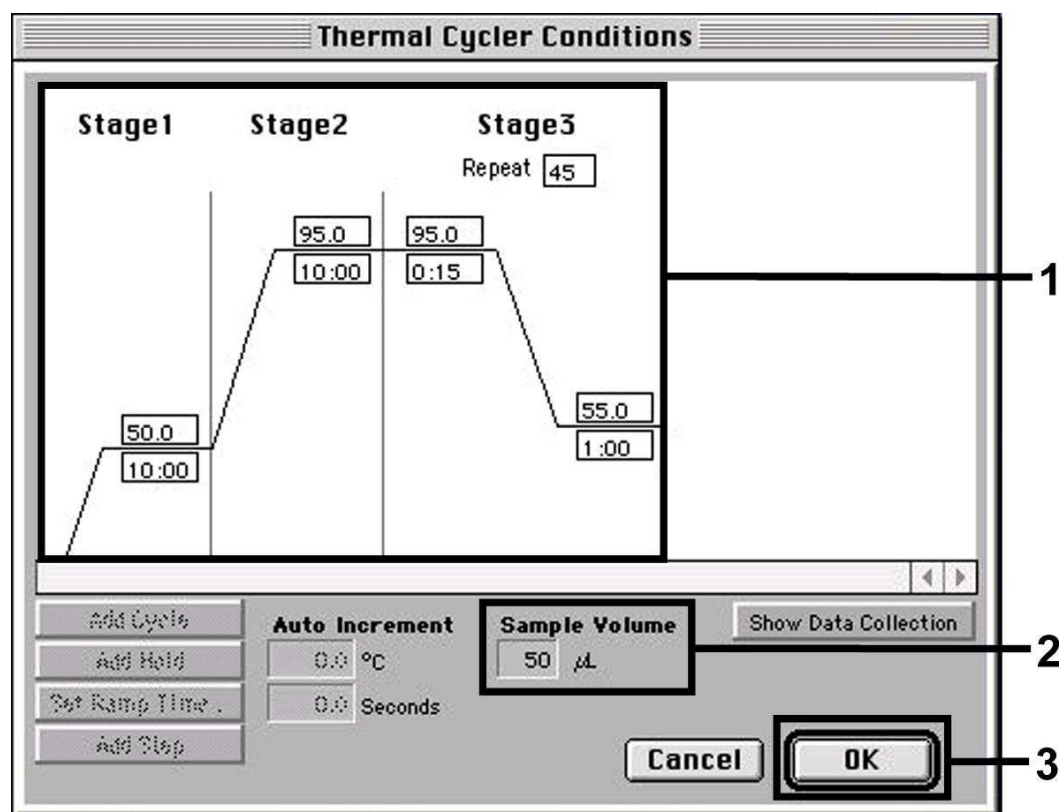 Thermal Cycler Conditions
Stage1 Stage2 Stage3
Repeat 45
95.0 95.0
10:00 0:15
1
50.0 55.0
10:00 1:00
Add Cycle
Add Hold
Set Ramp Time .
Add Step
Auto Increment
0.0 °C
0.0 Seconds
Sample Volume
50 µL
Show Data Collection
2
Cancel OK
3